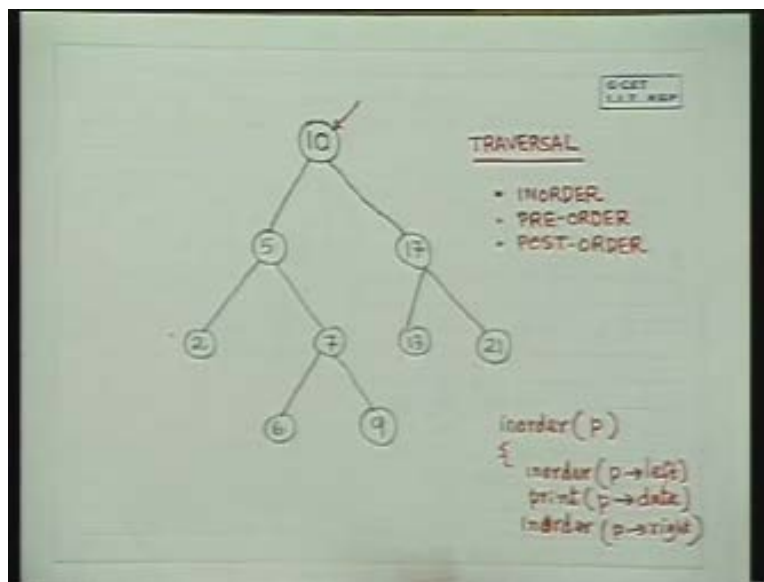 I.I.T. KGP
10
TRAVERSAL
• INORDER
• PRE-ORDER
• POST-ORDER
5
17
2
7
13
21
6
9
inorder(p)
{
inorder(p→left)
print(p→data)
inorder(p→right)